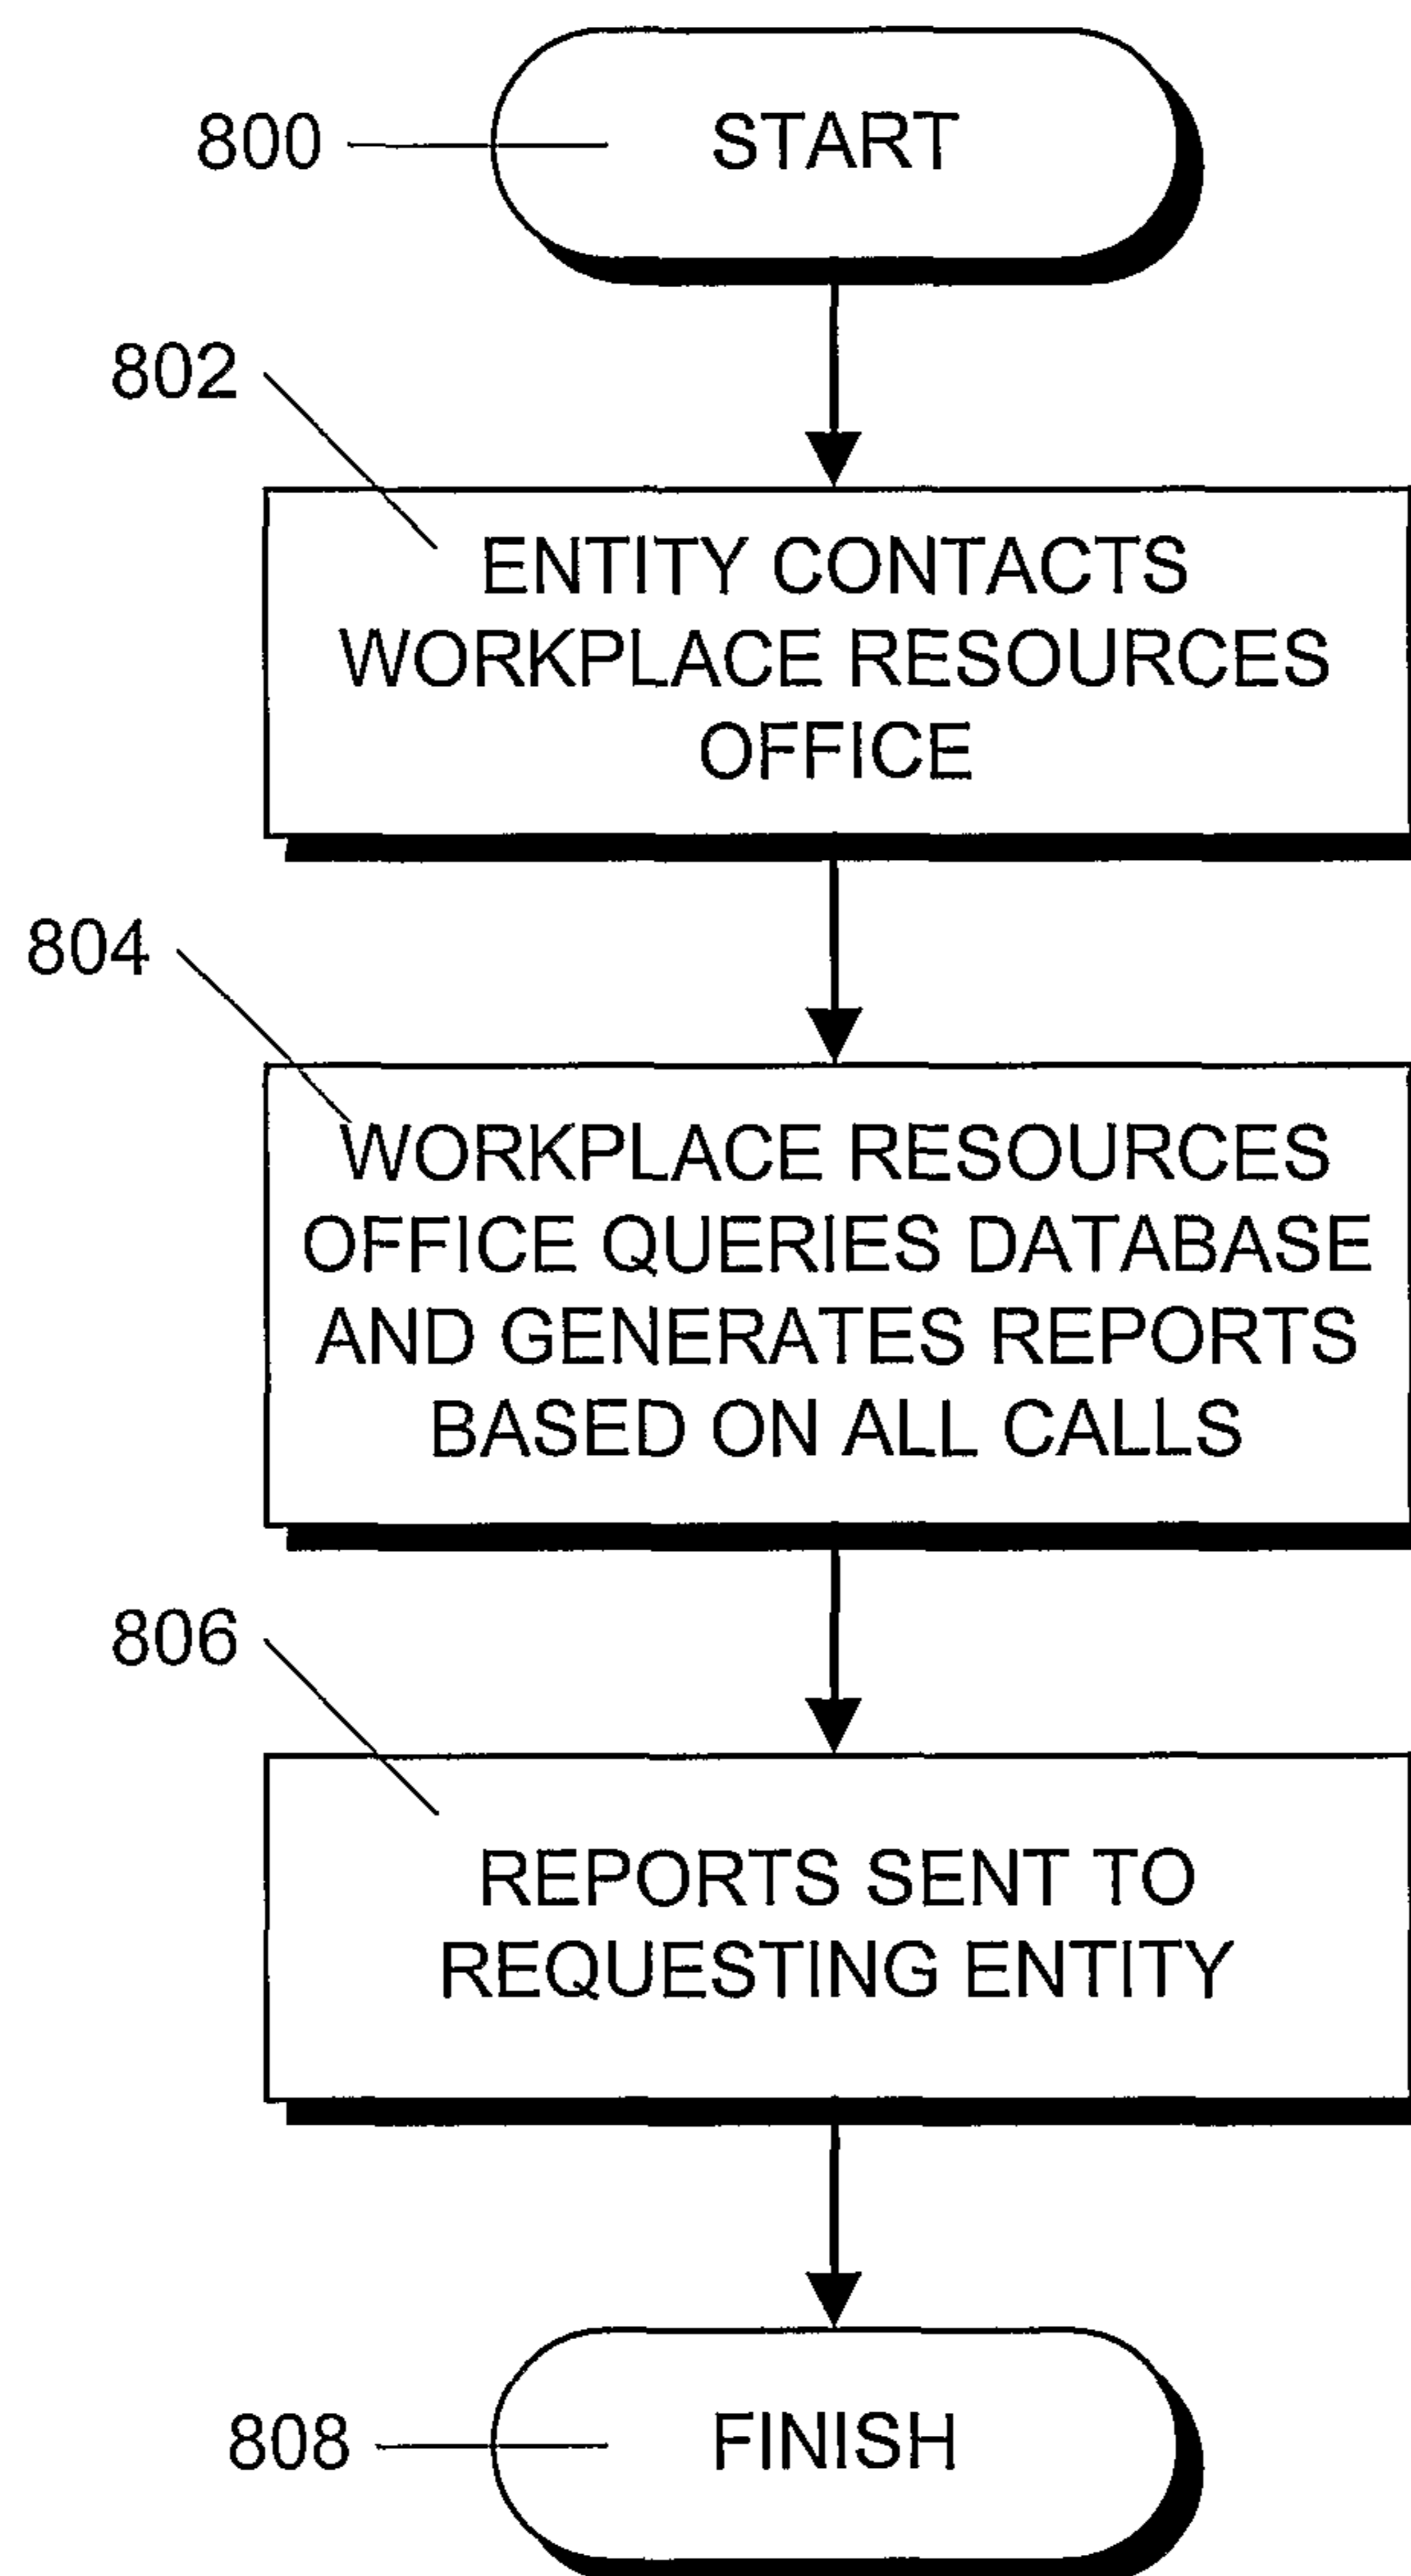 800
START
802
ENTITY CONTACTS
WORKPLACE RESOURCES
OFFICE
804
WORKPLACE RESOURCES
OFFICE QUERIES DATABASE
AND GENERATES REPORTS
BASED ON ALL CALLS
806
REPORTS SENT TO
REQUESTING ENTITY
808
FINISH